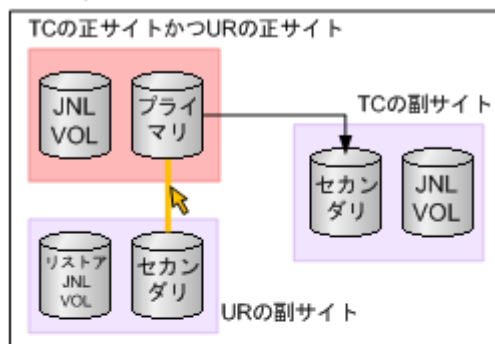 TCの正サイトかつURの正サイト
JNL
VOL
プライ
マリ
TCの副サイト
セカン
ダリ
JNL
VOL
リストア
JNL
VOL
セカン
ダリ
URの副サイト